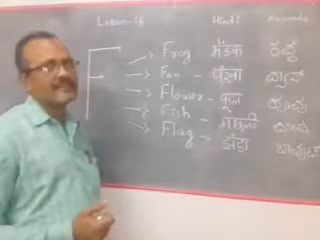 Lesson-16 Hindi Kannada
F
Frog मेंढक ಕಪ್ಪೆ
Fan - पंखा ಫ್ಯಾನ್
Flower - फूल ಹೂವು
Fish - मछली ಮೀನು
Flag - झंडा ಬಾವುಟ